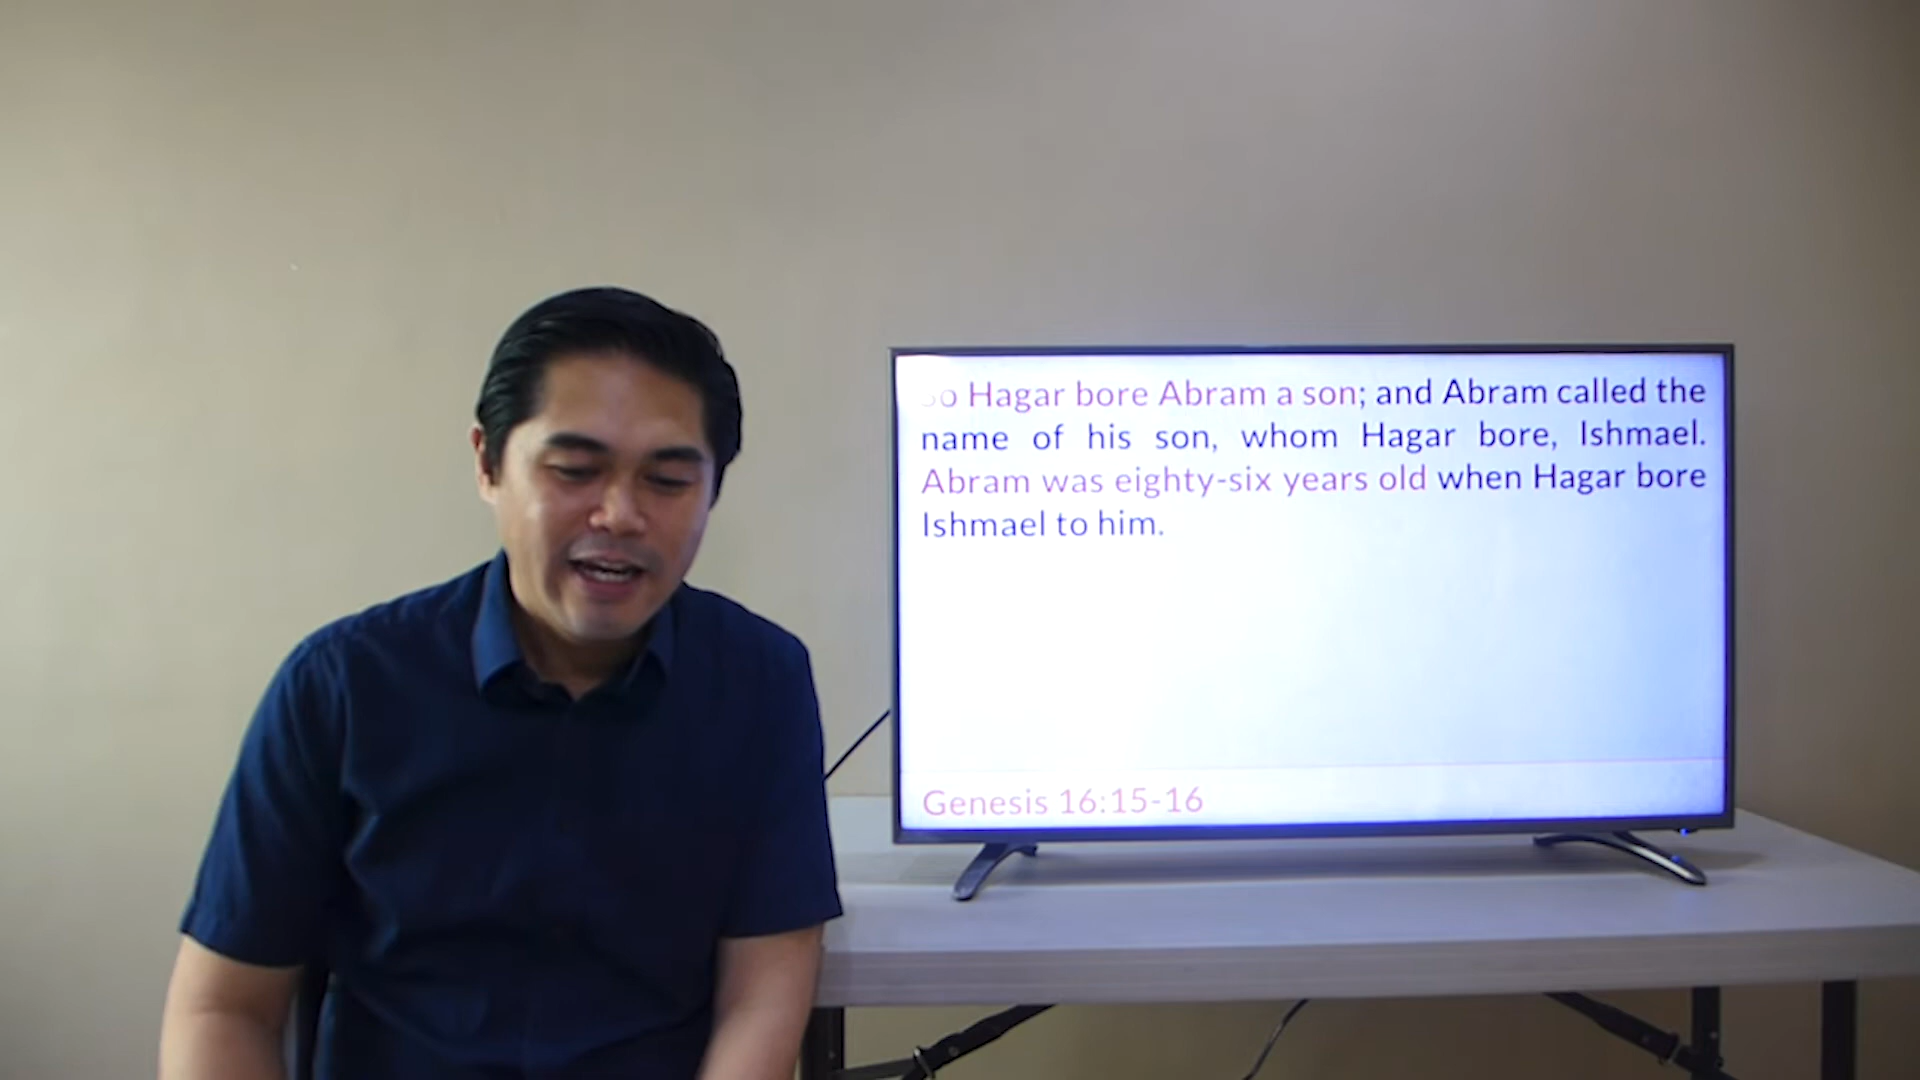 So Hagar bore Abram a son; and Abram called the
name of his son, whom Hagar bore, Ishmael.
Abram was eighty-six years old when Hagar bore
Ishmael to him.
Genesis 16:15-16